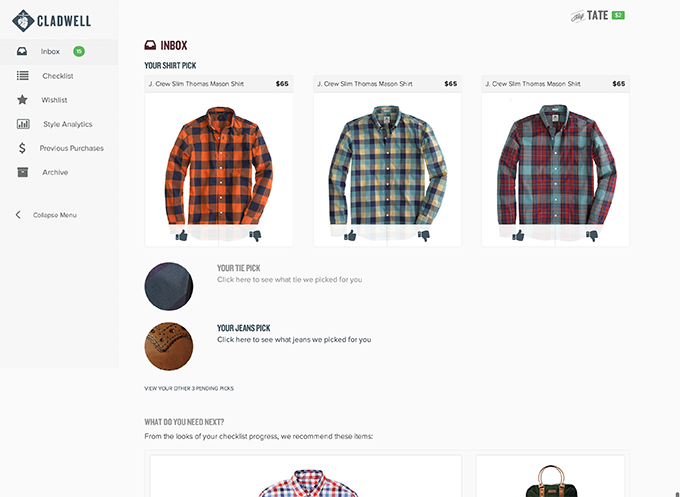 CLADWELL
TATE $2
Inbox 15
Checklist
Wishlist
Style Analytics
Previous Purchases
Archive
Collapse Menu
INBOX
YOUR SHIRT PICK
J. Crew Slim Thomas Mason Shirt $65
J. Crew Slim Thomas Mason Shirt $65
J. Crew Slim Thomas Mason Shirt $65
YOUR TIE PICK
Click here to see what tie we picked for you
YOUR JEANS PICK
Click here to see what jeans we picked for you
VIEW YOUR OTHER 3 PENDING PICKS
WHAT DO YOU NEED NEXT?
From the looks of your checklist progress, we recommend these items: